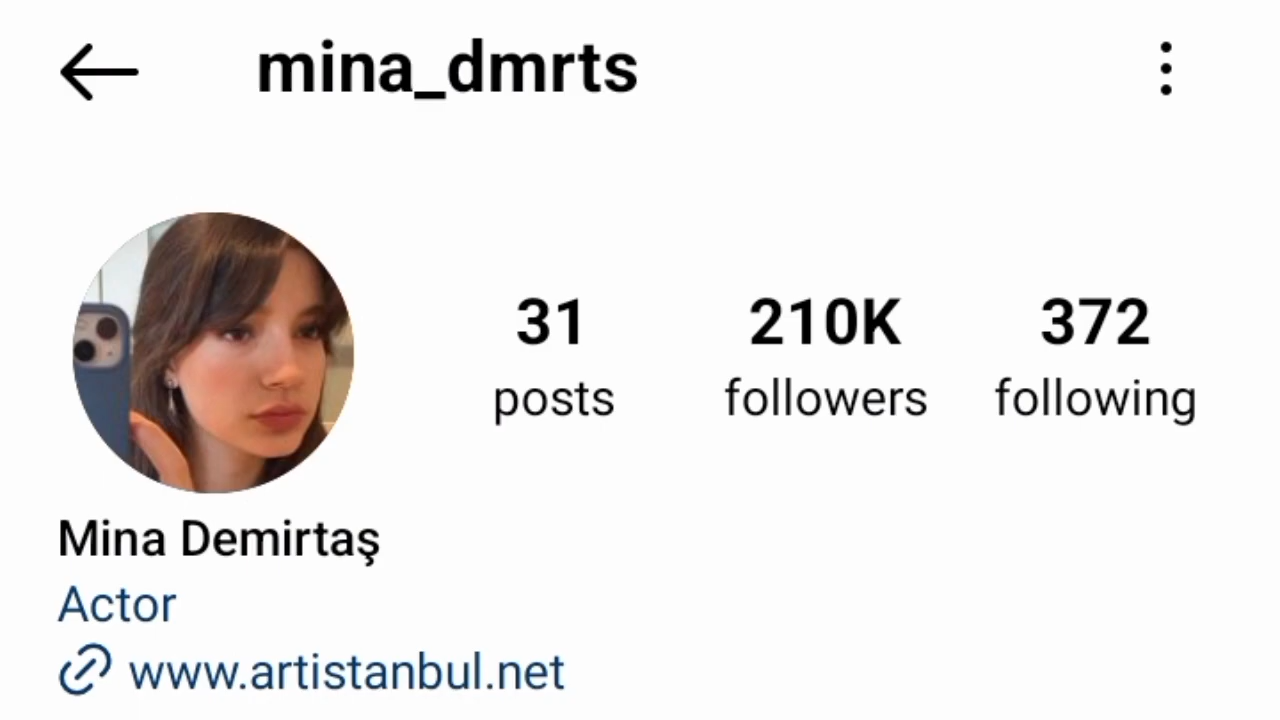 mina_dmrts
31 210K 372
posts followers following
Mina Demirtaş
Actor
www.artistanbul.net